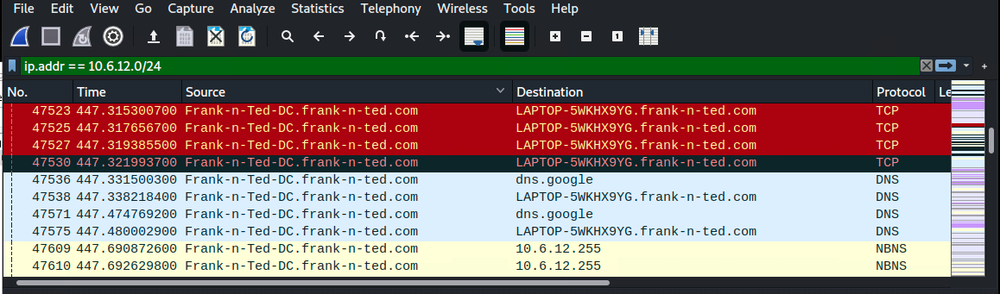 File Edit View Go Capture Analyze Statistics Telephony Wireless Tools Help
ip.addr == 10.6.12.0/24
No. Time Source Destination Protocol Le
47523 447.315300700 Frank-n-Ted-DC.frank-n-ted.com LAPTOP-5WKHX9YG.frank-n-ted.com TCP
47525 447.317656700 Frank-n-Ted-DC.frank-n-ted.com LAPTOP-5WKHX9YG.frank-n-ted.com TCP
47527 447.319385500 Frank-n-Ted-DC.frank-n-ted.com LAPTOP-5WKHX9YG.frank-n-ted.com TCP
47530 447.321993700 Frank-n-Ted-DC.frank-n-ted.com LAPTOP-5WKHX9YG.frank-n-ted.com TCP
47536 447.331500300 Frank-n-Ted-DC.frank-n-ted.com dns.google DNS
47538 447.338218400 Frank-n-Ted-DC.frank-n-ted.com LAPTOP-5WKHX9YG.frank-n-ted.com DNS
47571 447.474769200 Frank-n-Ted-DC.frank-n-ted.com dns.google DNS
47575 447.480002900 Frank-n-Ted-DC.frank-n-ted.com LAPTOP-5WKHX9YG.frank-n-ted.com DNS
47609 447.690872600 Frank-n-Ted-DC.frank-n-ted.com 10.6.12.255 NBNS
47610 447.692629800 Frank-n-Ted-DC.frank-n-ted.com 10.6.12.255 NBNS